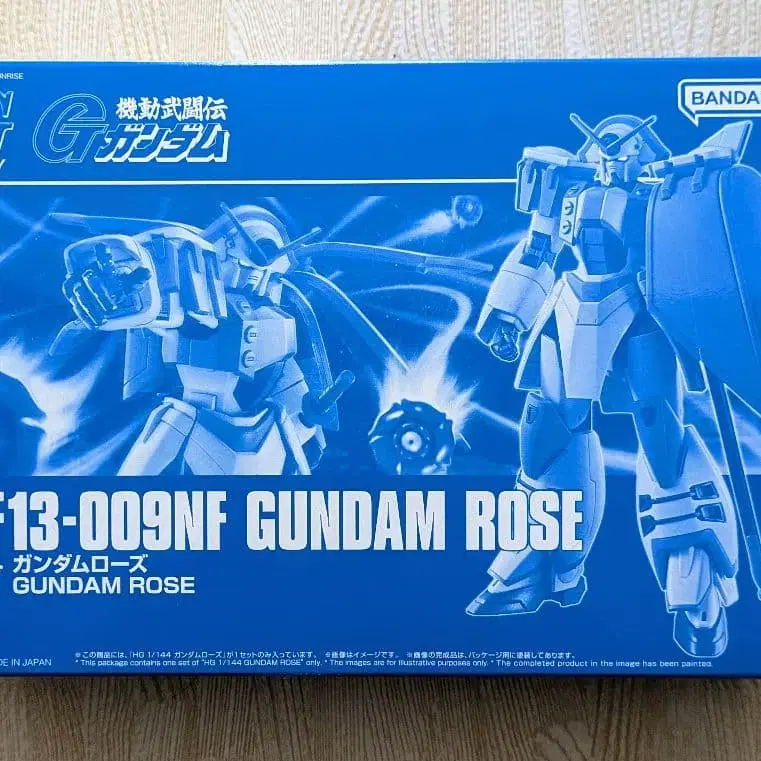 UNRISE
機動武闘伝
Gガンダム
BANDA
F13-009NF GUNDAM ROSE
ガンダムローズ
GUNDAM ROSE
※この商品には、「HG 1/144 ガンダムローズ」が1セットのみ入っています。 ※画像はイメージです。 ※画像の完成品は、パッケージ用に塗装してあります。
* This package contains one set of "HG 1/144 GUNDAM ROSE" only. * The images are for illustrative purposes only. * The completed product in the image has been painted.
DE IN JAPAN